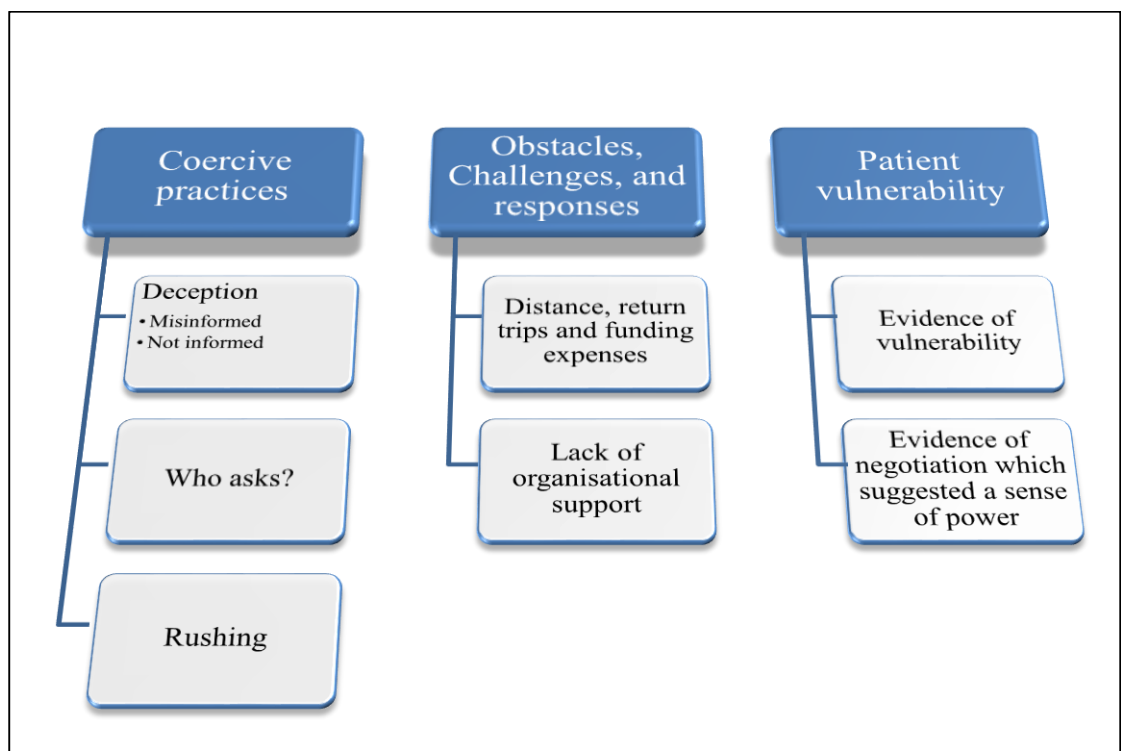 Coercive
practices
Deception
• Misinformed
• Not informed
Who asks?
Rushing
Obstacles,
Challenges, and
responses
Distance, return
trips and funding
expenses
Lack of
organisational
support
Patient
vulnerability
Evidence of
vulnerability
Evidence of
negotiation which
suggested a sense
of power